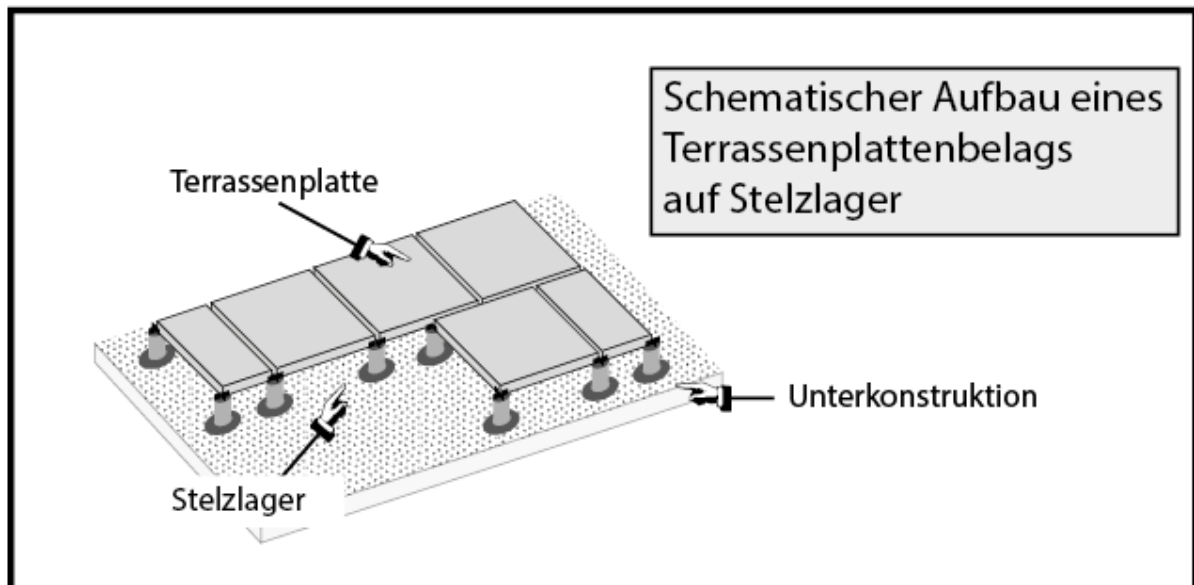 Schematischer Aufbau eines
Terrassenplattenbelags
auf Stelzlager
Terrassenplatte
Unterkonstruktion
Stelzlager